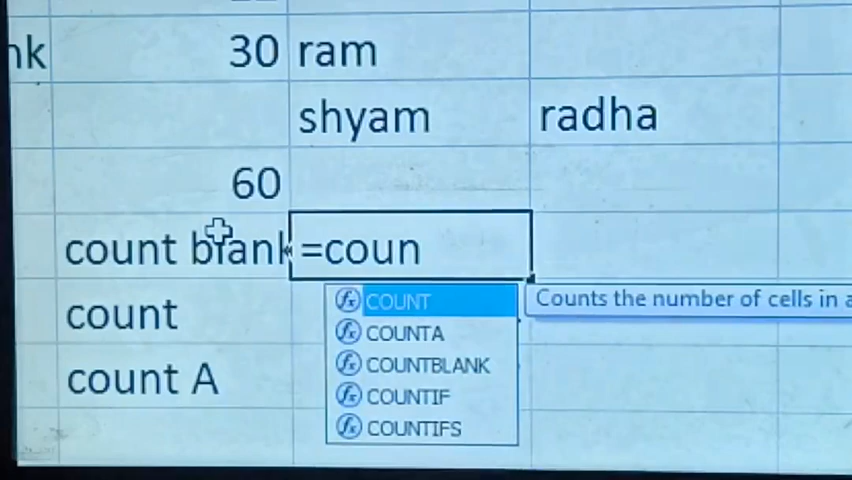 30 ram
shyam radha
60
count blank =coun
count COUNT Counts the number of cells in a
COUNTA
count A COUNTBLANK
COUNTIF
COUNTIFS